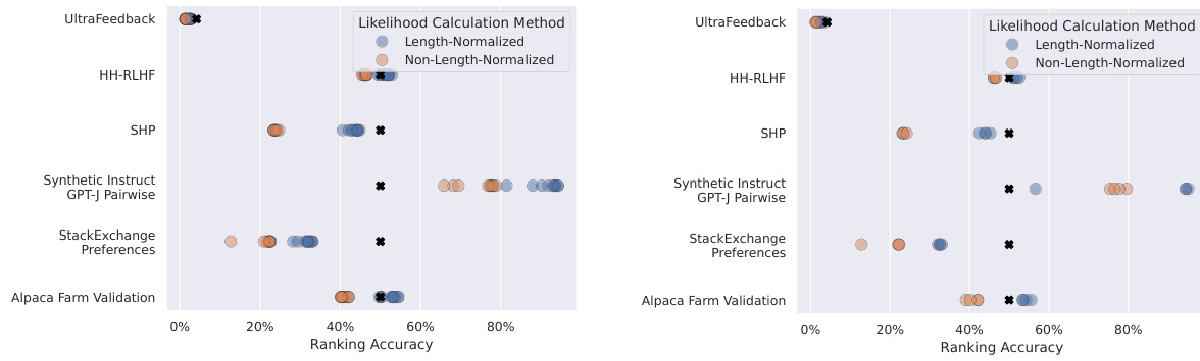 UltraFeedback
HH-RLHF
SHP
Synthetic Instruct
GPT-J Pairwise
StackExchange
Preferences
Alpaca Farm Validation
Likelihood Calculation Method
Length-Normalized
Non-Length-Normalized
0% 20% 40% 60% 80%
Ranking Accuracy
UltraFeedback
HH-RLHF
SHP
Synthetic Instruct
GPT-J Pairwise
StackExchange
Preferences
Alpaca Farm Validation
Likelihood Calculation Method
Length-Normalized
Non-Length-Normalized
0% 20% 40% 60% 80%
Ranking Accuracy